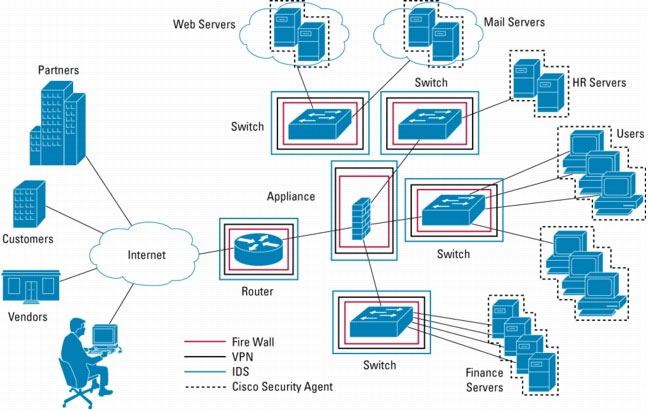 Web Servers
Mail Servers
Partners
Switch
HR Servers
Switch
Users
Appliance
Customers
Internet
Switch
Router
Vendors
Fire Wall
VPN
IDS
Cisco Security Agent
Switch
Finance
Servers